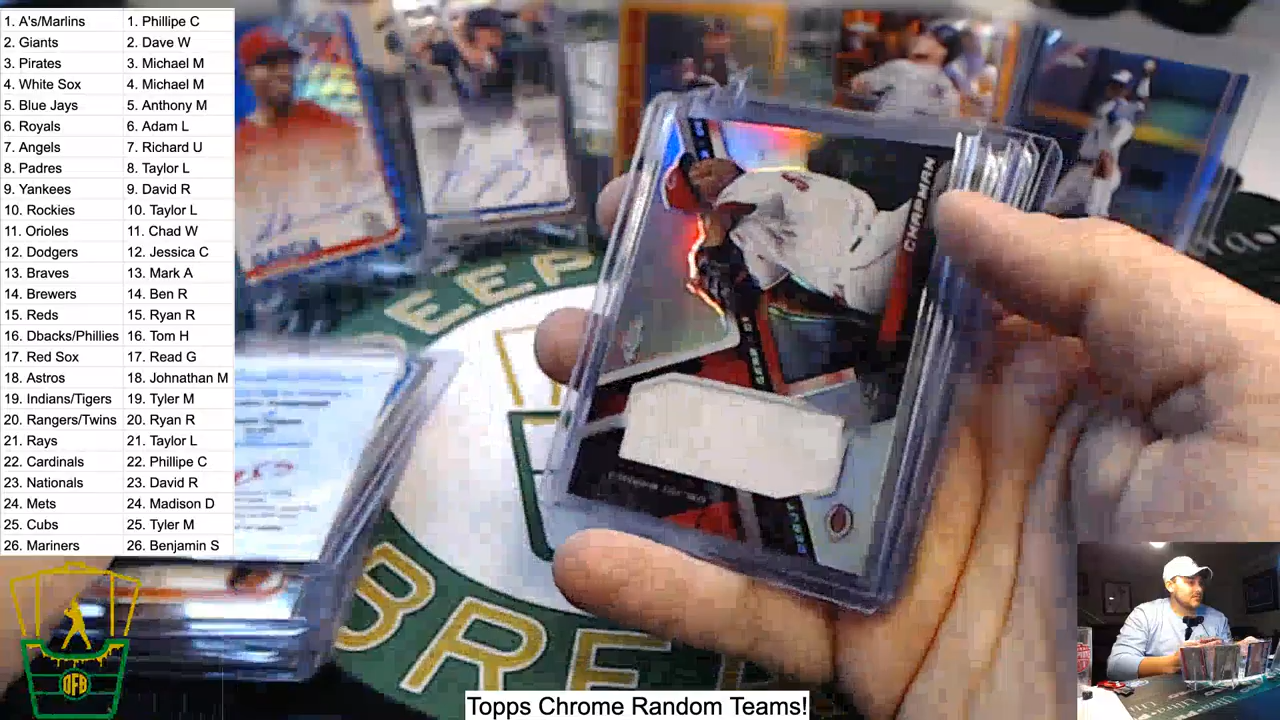 1. A's/Marlins 1. Phillipe C
2. Giants 2. Dave W
3. Pirates 3. Michael M
4. White Sox 4. Michael M
5. Blue Jays 5. Anthony M
6. Royals 6. Adam L
7. Angels 7. Richard U
8. Padres 8. Taylor L
9. Yankees 9. David R
10. Rockies 10. Taylor L
11. Orioles 11. Chad W
12. Dodgers 12. Jessica C
13. Braves 13. Mark A
14. Brewers 14. Ben R
15. Reds 15. Ryan R
16. Dbacks/Phillies 16. Tom H
17. Red Sox 17. Read G
18. Astros 18. Johnathan M
19. Indians/Tigers 19. Tyler M
20. Rangers/Twins 20. Ryan R
21. Rays 21. Taylor L
22. Cardinals 22. Phillipe C
23. Nationals 23. David R
24. Mets 24. Madison D
25. Cubs 25. Tyler M
26. Mariners 26. Benjamin S
CHAPMAN
DEEP
BRE
DFB
Topps Chrome Random Teams!